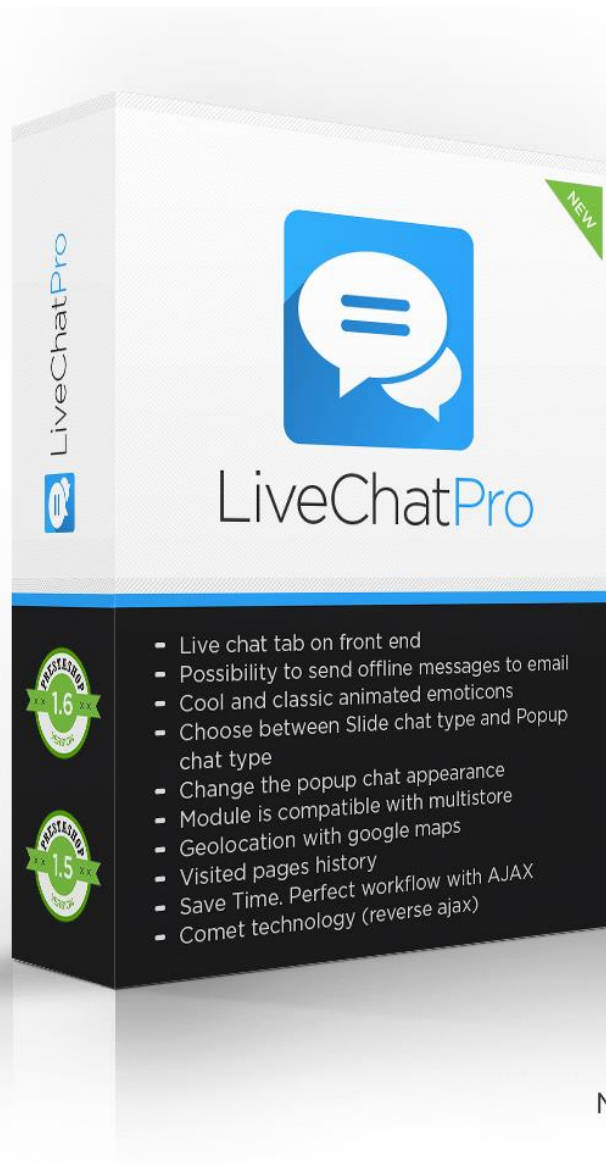 NEW
LiveChatPro
LiveChatPro
- Live chat tab on front end
- Possibility to send offline messages to email
- Cool and classic animated emoticons
- Choose between Slide chat type and Popup
chat type
- Change the popup chat appearance
- Module is compatible with multistore
- Geolocation with google maps
- Visited pages history
- Save Time. Perfect workflow with AJAX
- Comet technology (reverse ajax)
PRESTESHOP
1.6
PRESTESHOP
1.5
N